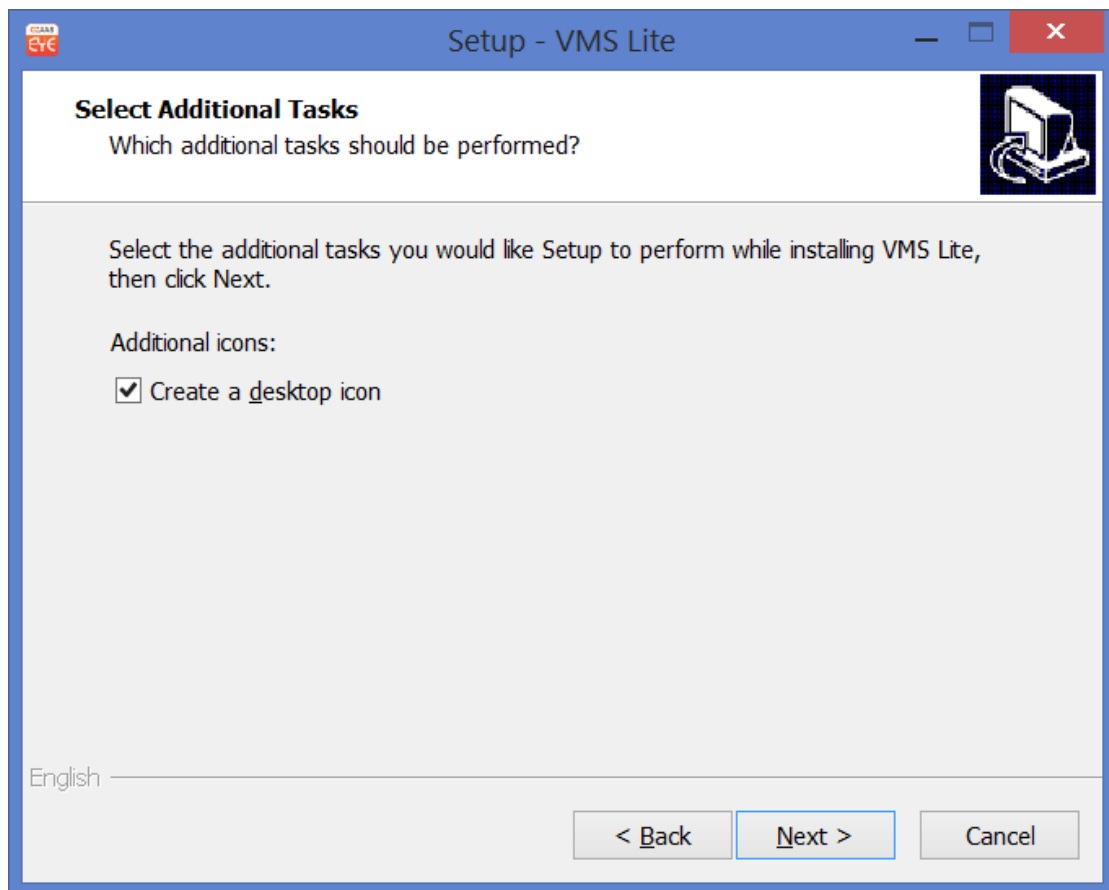 EYE
Setup - VMS Lite
Select Additional Tasks
Which additional tasks should be performed?
Select the additional tasks you would like Setup to perform while installing VMS Lite,
then click Next.
Additional icons:
Create a desktop icon
English
< Back
Next >
Cancel